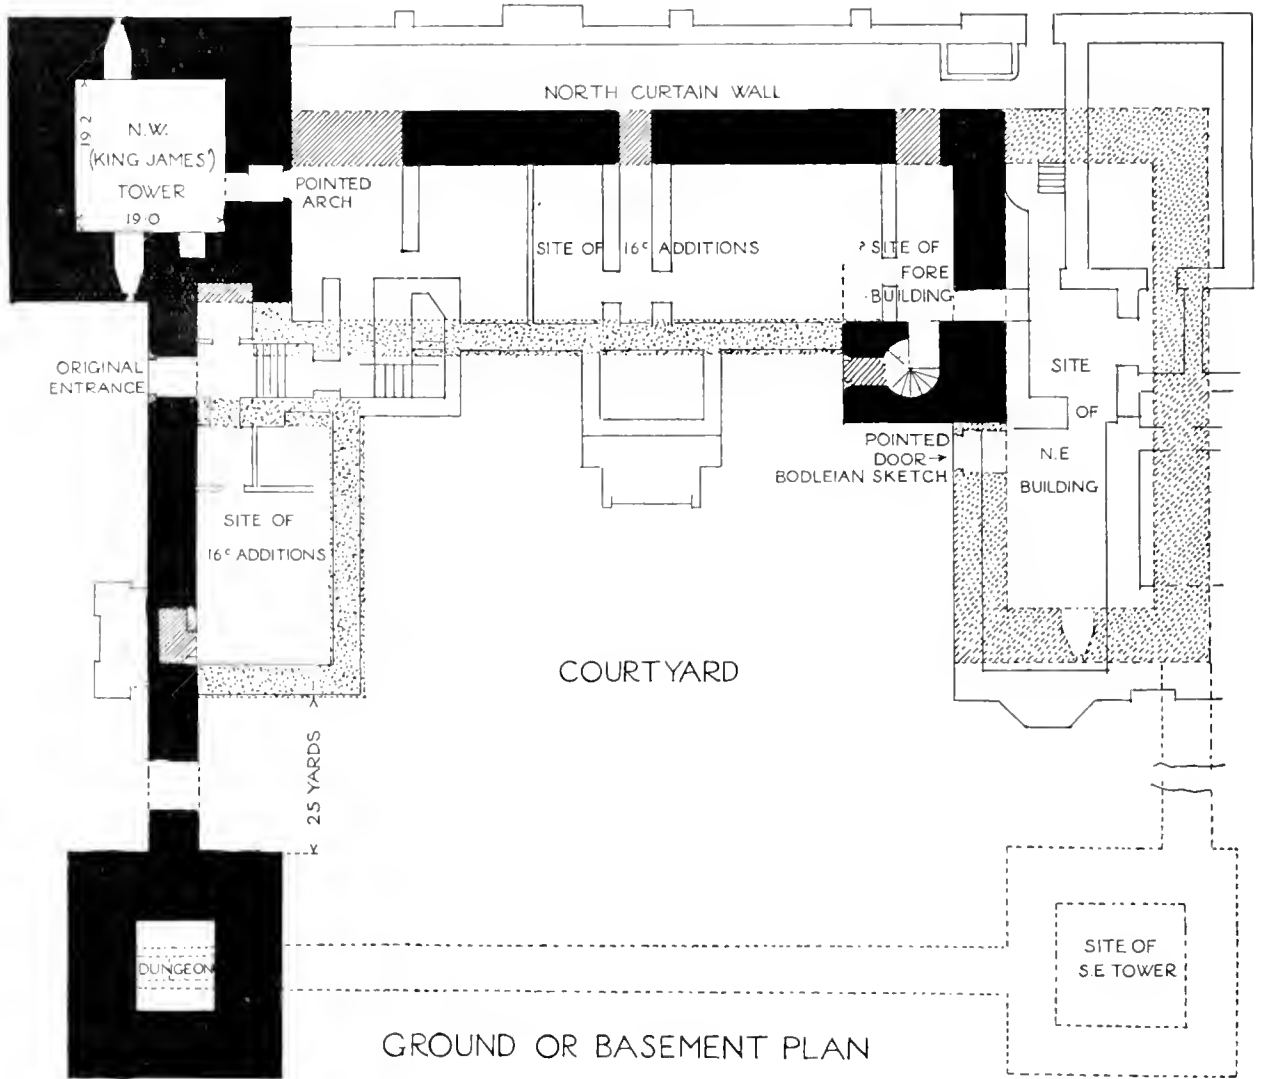 NORTH CURTAIN WALL
N.W.
(KING JAMES')
TOWER
19·2
19·0
POINTED
ARCH
SITE OF 16ᶜ ADDITIONS
? SITE OF
FORE
BUILDING
ORIGINAL
ENTRANCE
SITE
OF
N.E
BUILDING
POINTED
DOOR→
BODLEIAN SKETCH
SITE OF
16ᶜ ADDITIONS
COURTYARD
25 YARDS
DUNGEON
SITE OF
S.E TOWER
GROUND OR BASEMENT PLAN